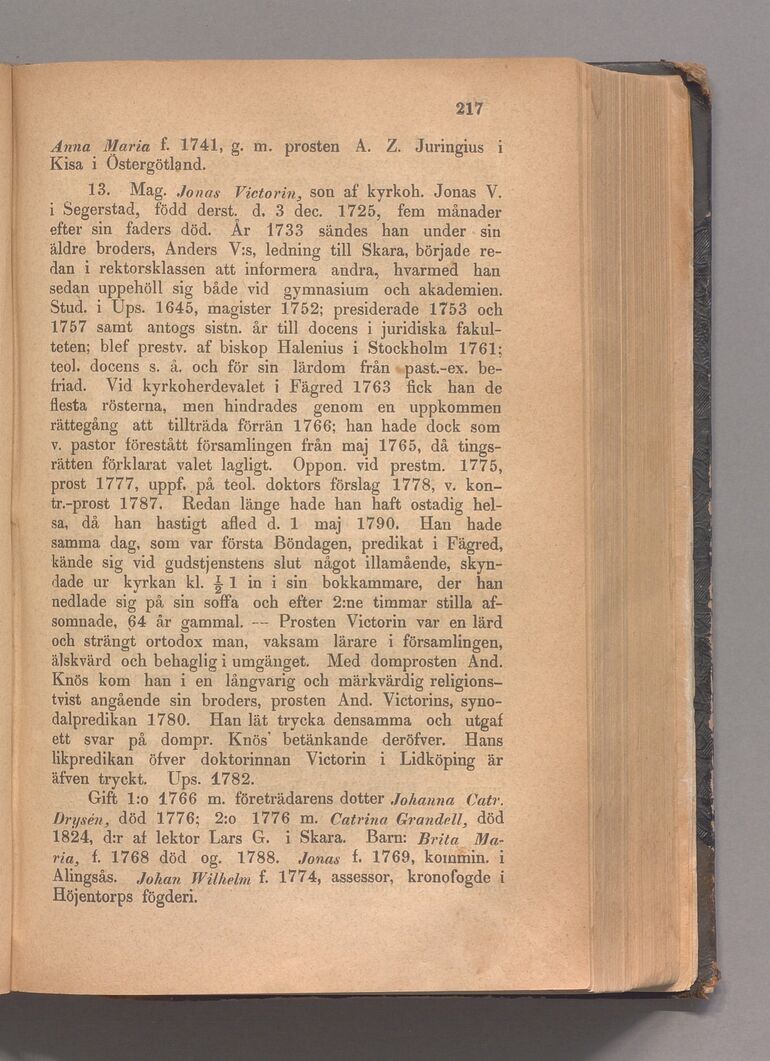 217
Anna Maria f. 1741, g. m. prosten A. Z. Juringius i
Kisa i Östergötland.
13. Mag. Jonas Victorin, son af kyrkoh. Jonas V.
i Segerstad, född derst. d. 3 dec. 1725, fem månader
efter sin faders död. År 1733 sändes han under sin
äldre broders, Anders V:s, ledning till Skara, började re-
dan i rektorsklassen att informera andra, hvarmed han
sedan uppehöll sig både vid gymnasium och akademien.
Stud. i Ups. 1645, magister 1752; presiderade 1753 och
1757 samt antogs sistn. år till docens i juridiska fakul-
teten; blef prestv. af biskop Halenius i Stockholm 1761;
teol. docens s. å. och för sin lärdom från past.-ex. be-
friad. Vid kyrkoherdevalet i Fägred 1763 fick han de
flesta rösterna, men hindrades genom en uppkommen
rättegång att tillträda förrän 1766; han hade dock som
v. pastor förestått församlingen från maj 1765, då tings-
rätten förklarat valet lagligt. Oppon. vid prestm. 1775,
prost 1777, uppf. på teol. doktors förslag 1778, v. kon-
tr.-prost 1787. Redan länge hade han haft ostadig hel-
sa, då han hastigt afled d. 1 maj 1790. Han hade
samma dag, som var första Böndagen, predikat i Fägred,
kände sig vid gudstjenstens slut något illamående, skyn-
dade ur kyrkan kl. ½ 1 in i sin bokkammare, der han
nedlade sig på sin soffa och efter 2:ne timmar stilla af-
somnade, 64 år gammal. — Prosten Victorin var en lärd
och strängt ortodox man, vaksam lärare i församlingen,
älskvärd och behaglig i umgänget. Med domprosten And.
Knös kom han i en långvarig och märkvärdig religions-
tvist angående sin broders, prosten And. Victorins, syno-
dalpredikan 1780. Han lät trycka densamma och utgaf
ett svar på dompr. Knös' betänkande deröfver. Hans
likpredikan öfver doktorinnan Victorin i Lidköping är
äfven tryckt. Ups. 1782.
Gift 1:o 1766 m. företrädarens dotter Johanna Catr.
Drysén, död 1776; 2:o 1776 m. Catrina Grandell, död
1824, d:r af lektor Lars G. i Skara. Barn: Brita Ma-
ria, f. 1768 död og. 1788. Jonas f. 1769, kommin. i
Alingsås. Johan Wilhelm f. 1774, assessor, kronofogde i
Höjentorps fögderi.